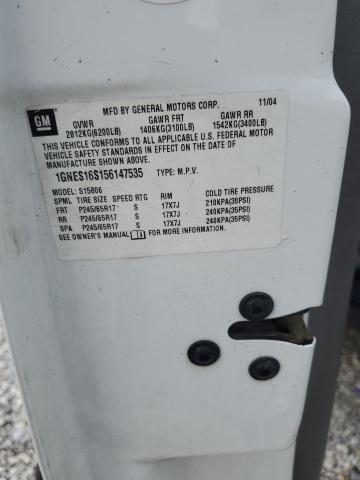 GM
MFD BY GENERAL MOTORS CORP. 11/04
GVWR GAWR FRT GAWR RR
2812KG(6200LB) 1406KG(3100LB) 1542KG(3400LB)
THIS VEHICLE CONFORMS TO ALL APPLICABLE U.S. FEDERAL MOTOR
VEHICLE SAFETY STANDARDS IN EFFECT ON THE DATE OF
MANUFACTURE SHOWN ABOVE.
1GNES16S156147535 TYPE: M.P.V.
MODEL: S15806
SPML TIRE SIZE SPEED RTG RIM COLD TIRE PRESSURE
FRT P245/65R17 S 17X7J 210KPA(30PSI)
RR P245/65R17 S 17X7J 240KPA(35PSI)
SPA P245/65R17 S 17X7J 240KPA(35PSI)
SEE OWNER'S MANUAL FOR MORE INFORMATION.